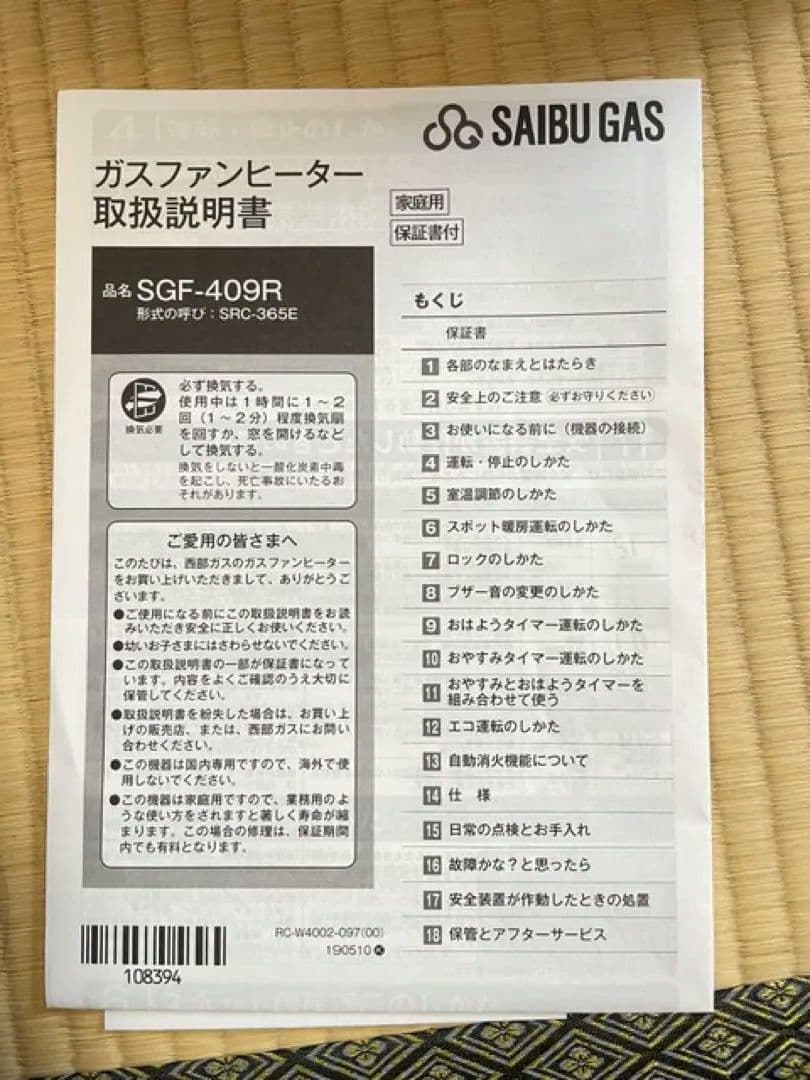 SAIBU GAS
ガスファンヒーター
取扱説明書
家庭用
保証書付
品名 SGF-409R
形式の呼び：SRC-365E
換気必要
必ず換気する。
使用中は1時間に1～2
回（1～2分）程度換気扇
を回すか、窓を開けるなど
して換気する。
換気をしないと一酸化炭素中毒
を起こし、死亡事故にいたるお
それがあります。
ご愛用の皆さまへ
このたびは、西部ガスのガスファンヒーター
をお買い上げいただきまして、ありがとうご
ざいます。
●ご使用になる前にこの取扱説明書をお読
みいただき安全に正しくお使いください。
●幼いお子さまにはさわらせないでください。
●この取扱説明書の一部が保証書になって
います。内容をよくご確認のうえ大切に
保管してください。
●取扱説明書を紛失した場合は、お買い上
げの販売店、または、西部ガスにお問い
合わせください。
●この機器は国内専用ですので、海外で使
用しないでください。
●この機器は家庭用ですので、業務用のよ
うな使い方をされますと著しく寿命が縮
まります。この場合の修理は、保証期間
内でも有料となります。
108394
RC-W4002-097(00)
190510Ⓚ
もくじ
保証書
1 各部のなまえとはたらき
2 安全上のご注意 必ずお守りください
3 お使いになる前に（機器の接続）
4 運転・停止のしかた
5 室温調節のしかた
6 スポット暖房運転のしかた
7 ロックのしかた
8 ブザー音の変更のしかた
9 おはようタイマー運転のしかた
10 おやすみタイマー運転のしかた
11 おやすみとおはようタイマーを
組み合わせて使う
12 エコ運転のしかた
13 自動消火機能について
14 仕 様
15 日常の点検とお手入れ
16 故障かな？と思ったら
17 安全装置が作動したときの処置
18 保管とアフターサービス